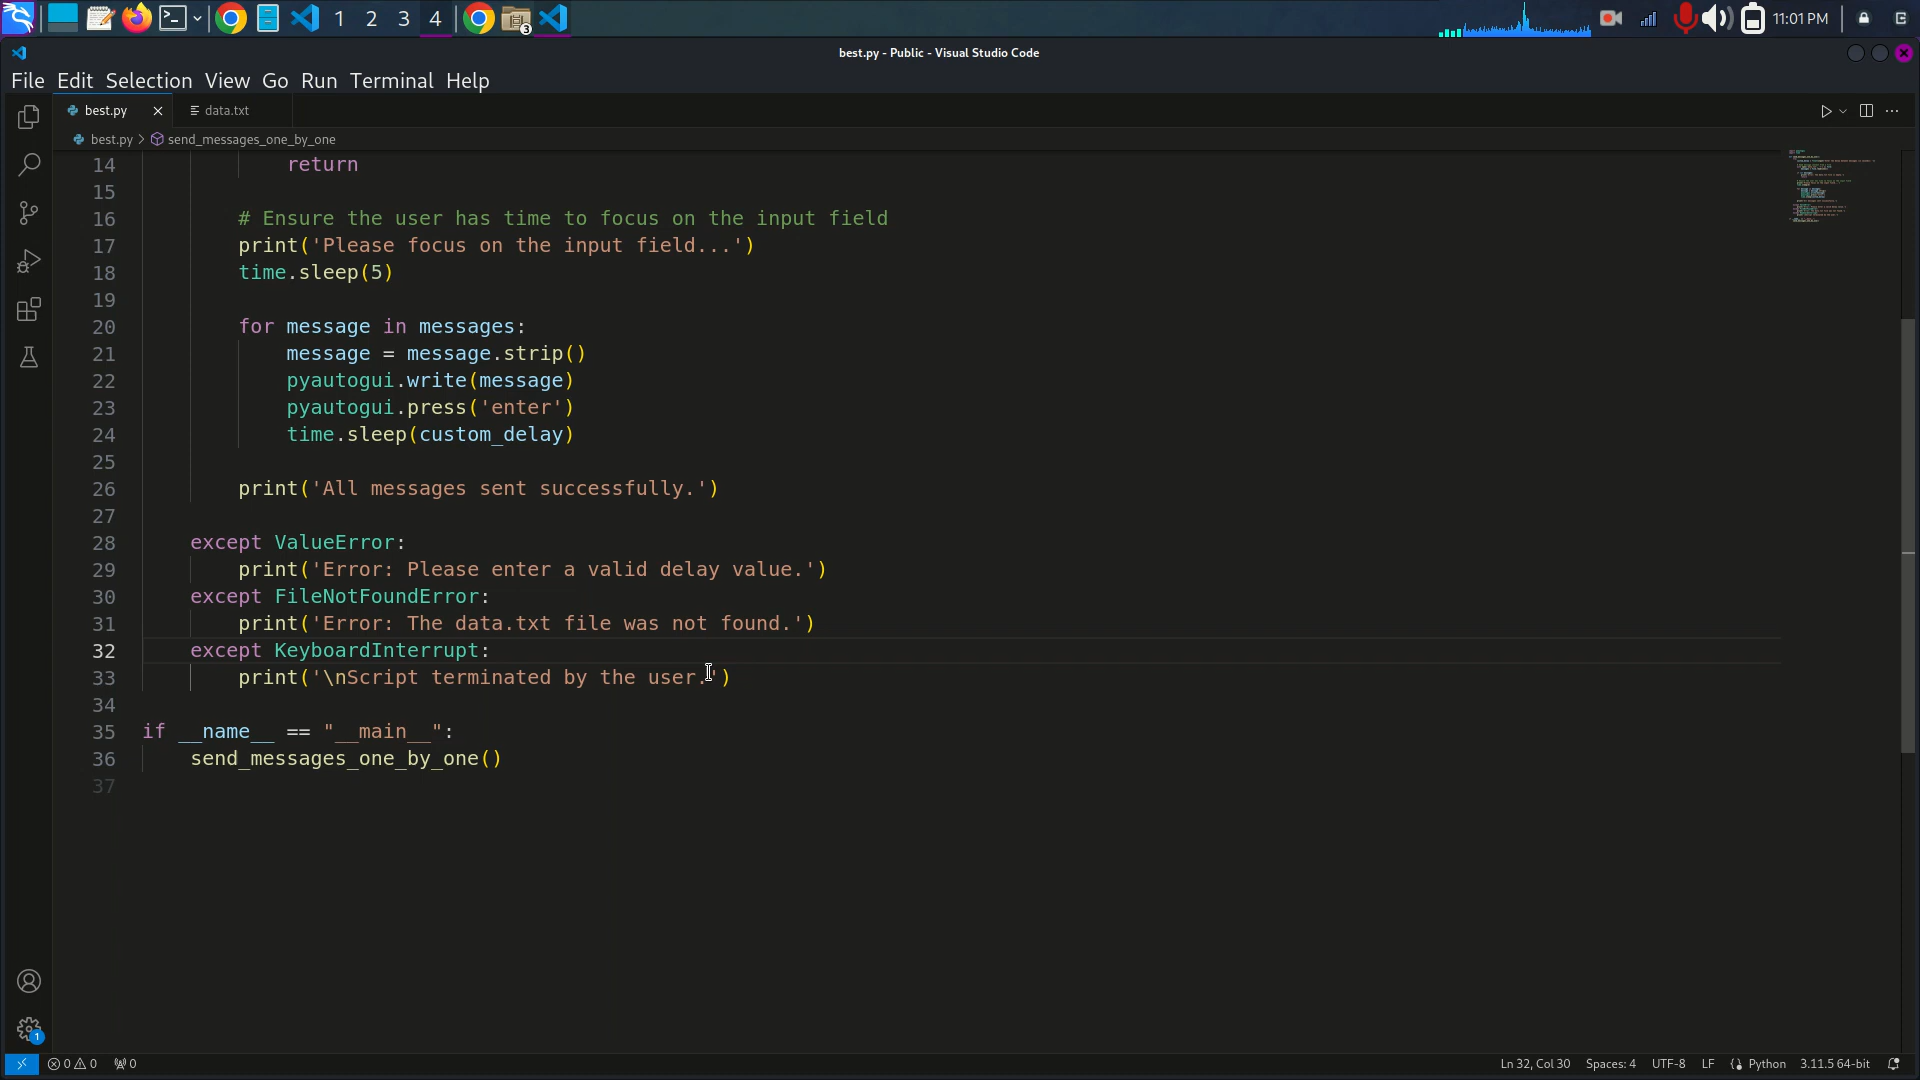 1 2 3 4
3
11:01 PM
best.py - Public - Visual Studio Code
File Edit Selection View Go Run Terminal Help
best.py data.txt
best.py > send_messages_one_by_one
14 return
15
16 # Ensure the user has time to focus on the input field
17 print('Please focus on the input field...')
18 time.sleep(5)
19
20 for message in messages:
21 message = message.strip()
22 pyautogui.write(message)
23 pyautogui.press('enter')
24 time.sleep(custom_delay)
25
26 print('All messages sent successfully.')
27
28 except ValueError:
29 print('Error: Please enter a valid delay value.')
30 except FileNotFoundError:
31 print('Error: The data.txt file was not found.')
32 except KeyboardInterrupt:
33 print('\nScript terminated by the user.')
34
35 if __name__ == "__main__":
36 send_messages_one_by_one()
37
1
0 0 0 Ln 32, Col 30 Spaces: 4 UTF-8 LF Python 3.11.5 64-bit